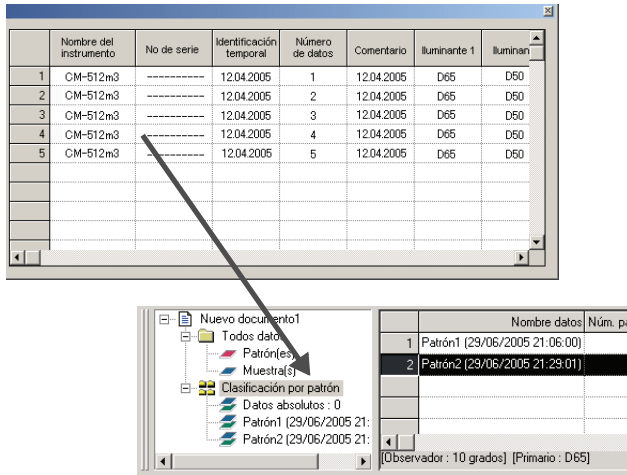 Nombre del instrumento No de serie Identificación temporal Número de datos Comentario Iluminante 1 Iluminan
1 CM-512m3 ---------- 12.04.2005 1 12.04.2005 D65 D50
2 CM-512m3 ---------- 12.04.2005 2 12.04.2005 D65 D50
3 CM-512m3 ---------- 12.04.2005 3 12.04.2005 D65 D50
4 CM-512m3 ---------- 12.04.2005 4 12.04.2005 D65 D50
5 CM-512m3 ---------- 12.04.2005 5 12.04.2005 D65 D50
Nuevo documento1
Todos datos
Patrón(es)
Muestra(s)
Clasificación por patrón
Datos absolutos : 0
Patrón1 (29/06/2005 21:
Patrón2 (29/06/2005 21:
Nombre datos Núm. pa
1 Patrón1 (29/06/2005 21:06:00)
2 Patrón2 (29/06/2005 21:29:01)
[Observador : 10 grados] [Primario : D65]